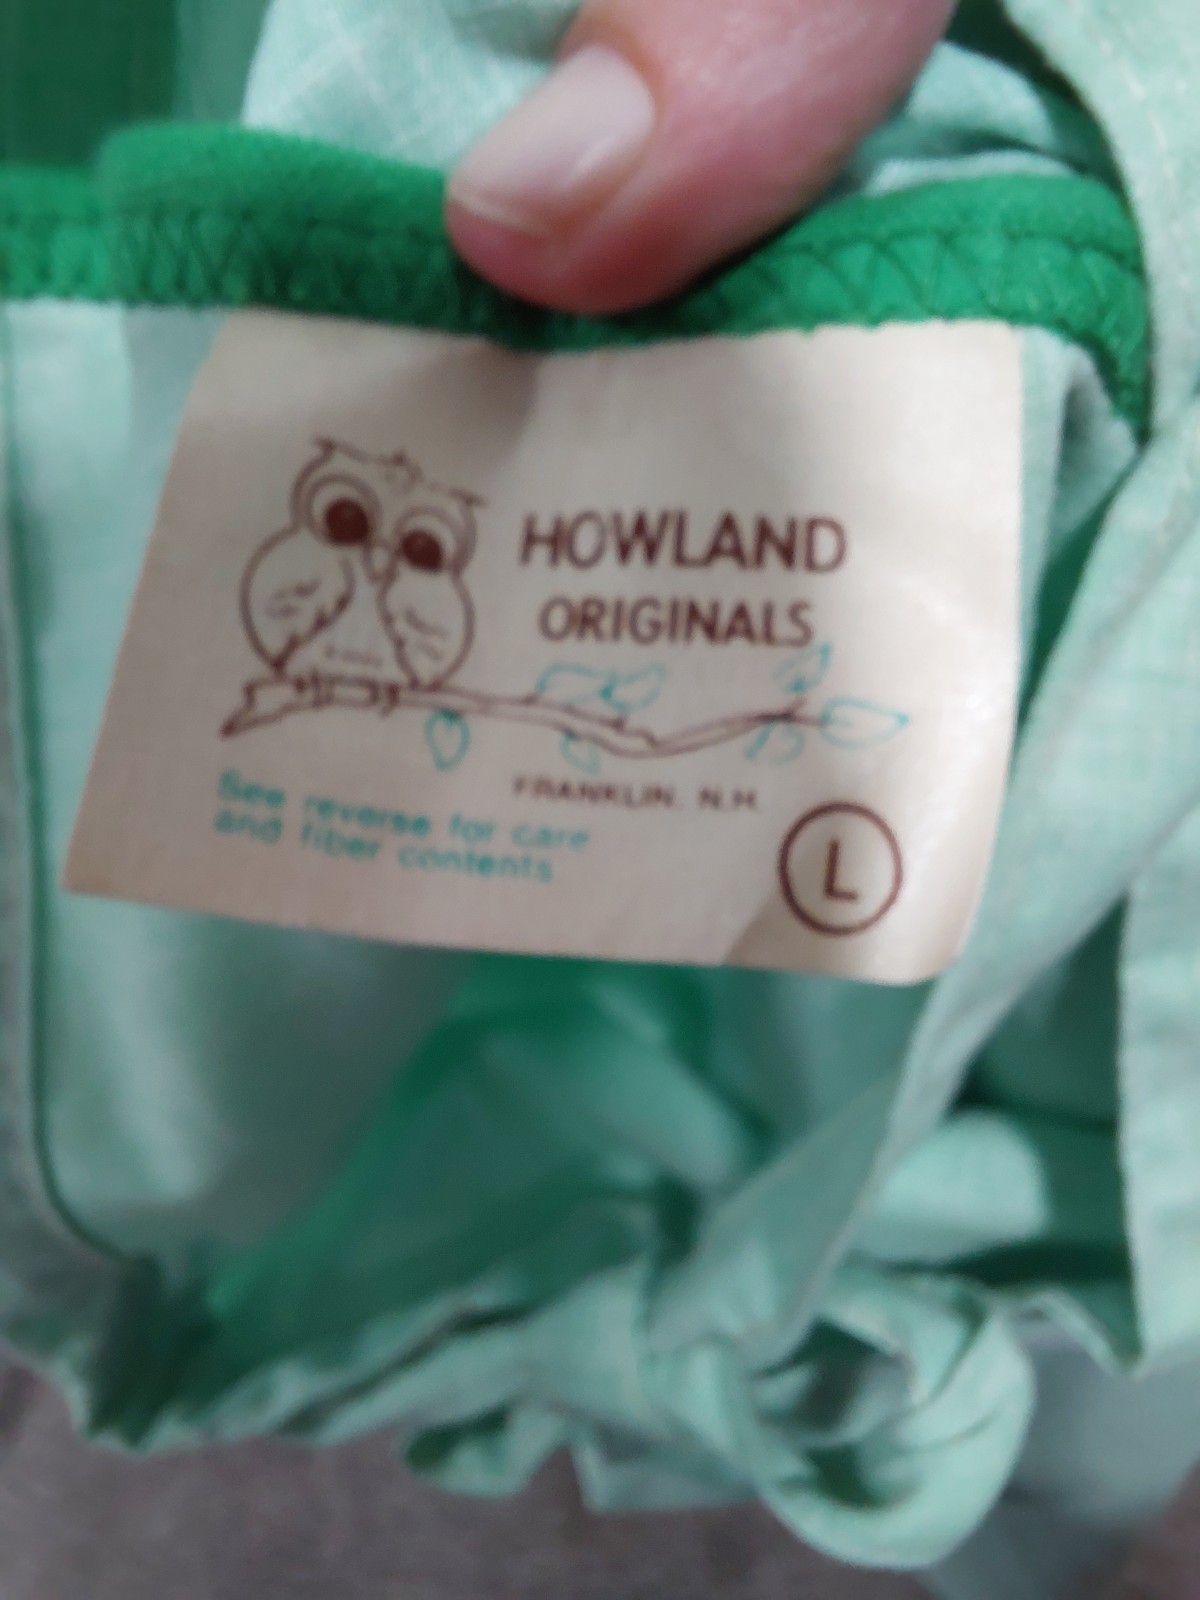 HOWLAND
ORIGINALS
FRANKLIN. N.H.
See reverse for care
and fiber contents
L